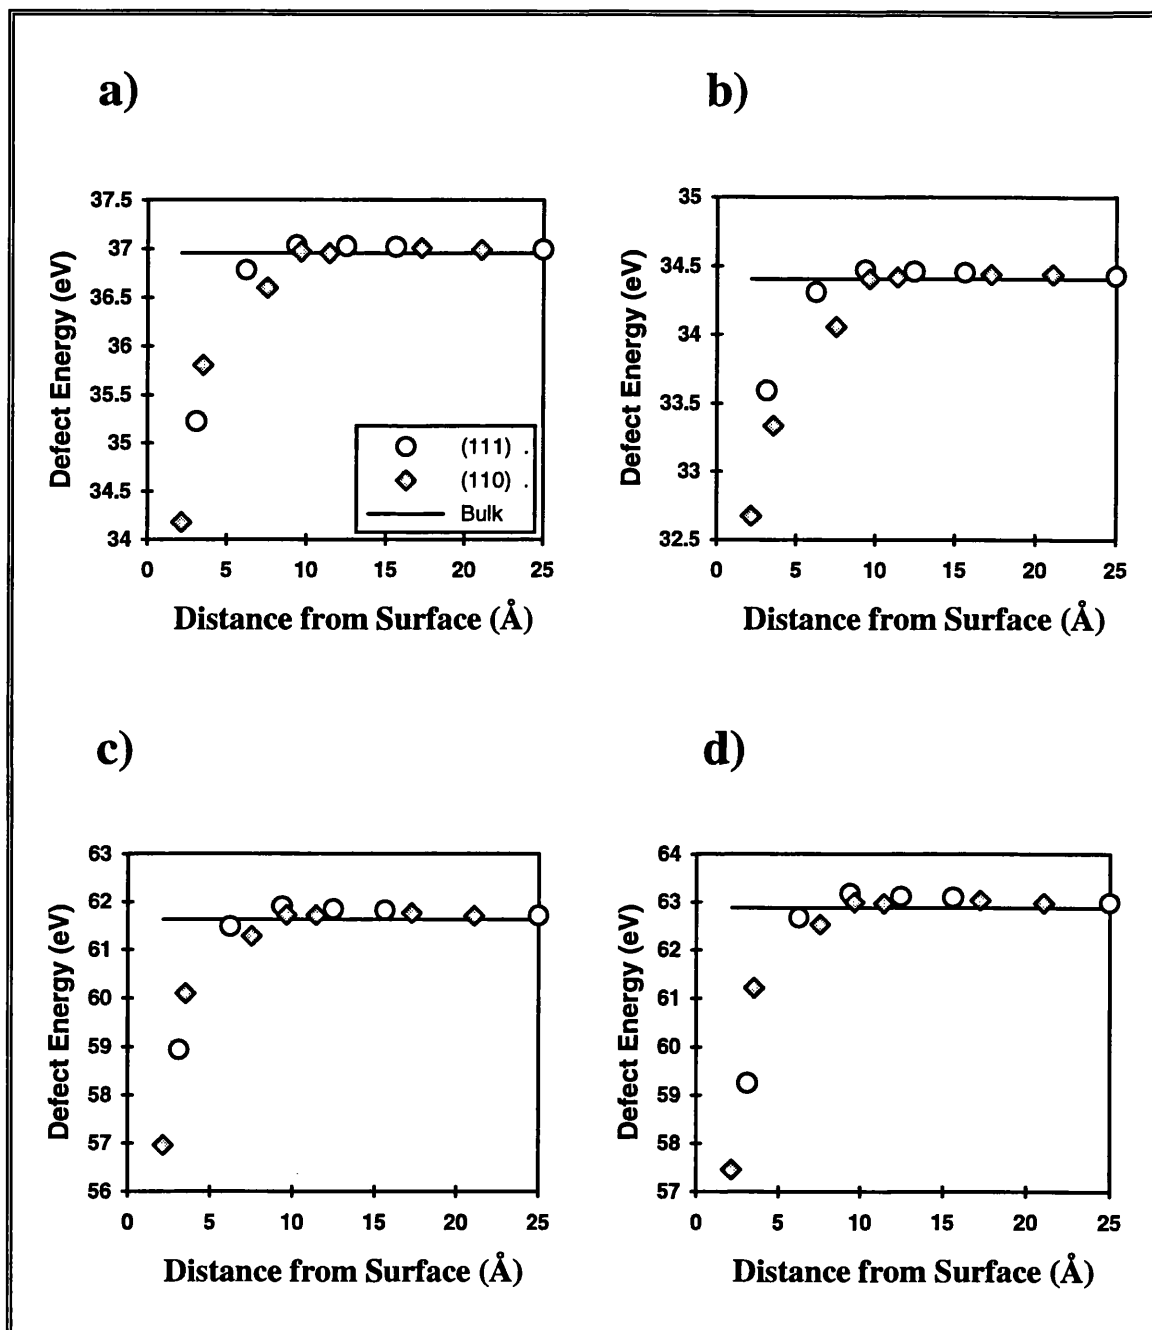 a)
37.5
37
36.5
36
35.5
35
34.5
34
Defect Energy (eV)
(111) .
(110) .
Bulk
0 5 10 15 20 25
Distance from Surface (Å)
b)
35
34.5
34
33.5
33
32.5
Defect Energy (eV)
0 5 10 15 20 25
Distance from Surface (Å)
c)
63
62
61
60
59
58
57
56
Defect Energy (eV)
0 5 10 15 20 25
Distance from Surface (Å)
d)
64
63
62
61
60
59
58
57
Defect Energy (eV)
0 5 10 15 20 25
Distance from Surface (Å)